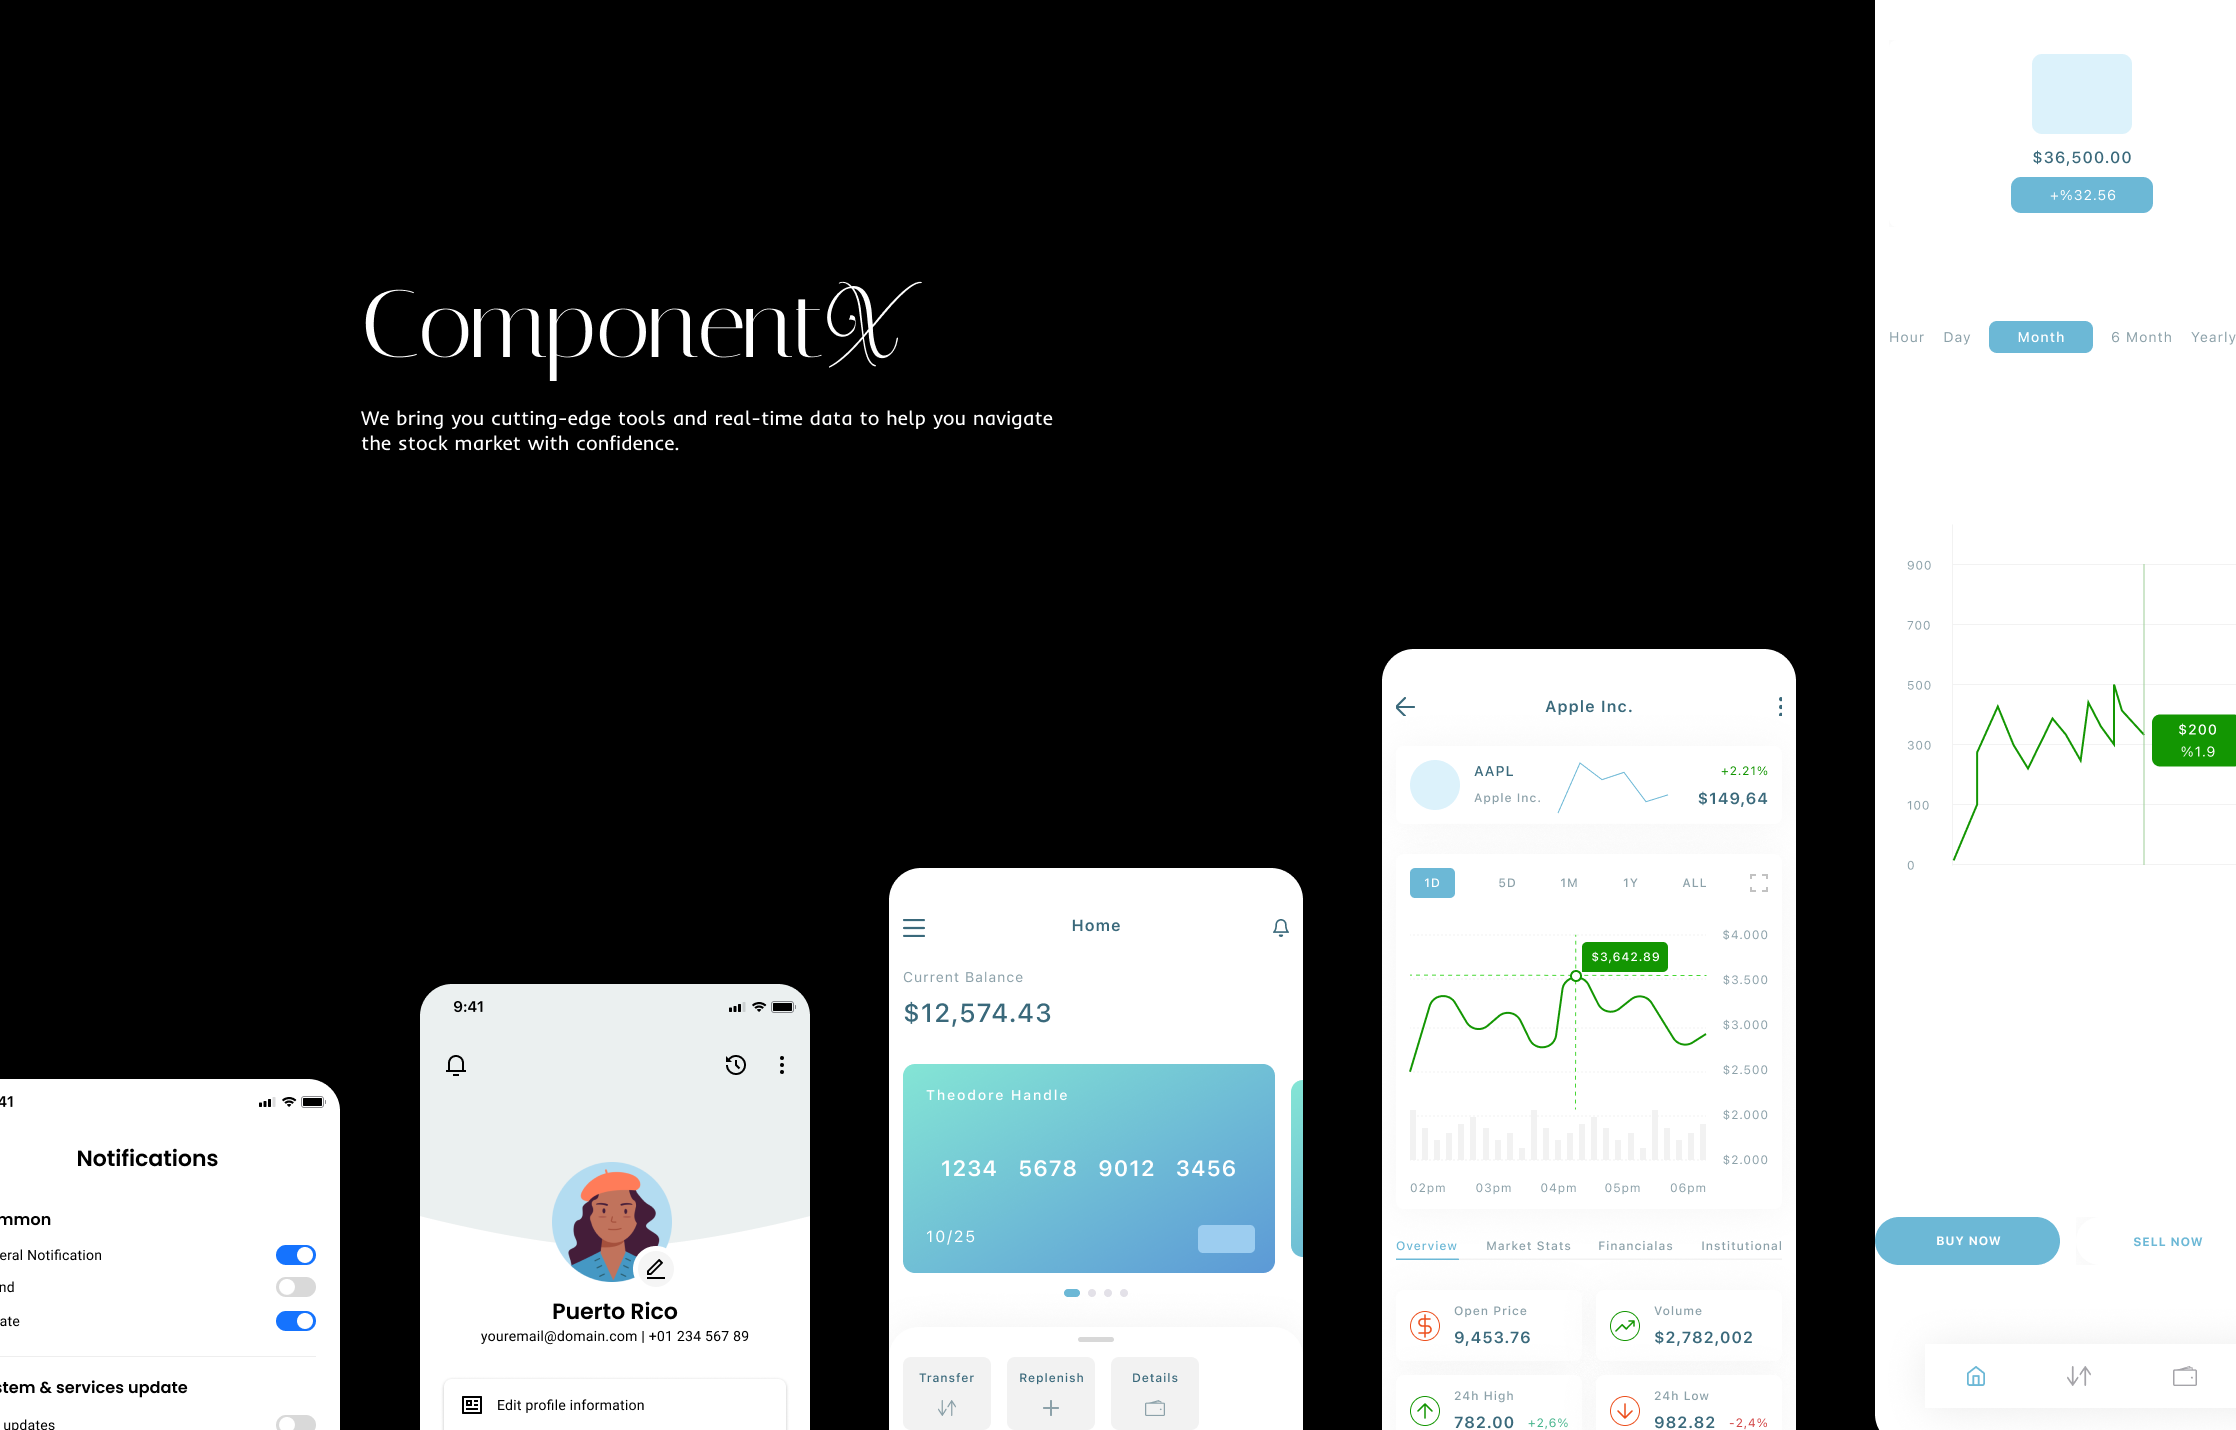 ComponentX
We bring you cutting-edge tools and real-time data to help you navigate
the stock market with confidence.
41
Notifications
mmon
eral Notification
nd
ate
stem & services update
updates
9:41
Puerto Rico
youremail@domain.com | +01 234 567 89
Edit profile information
Home
Current Balance
$12,574.43
Theodore Handle
1234 5678 9012 3456
10/25
Transfer
Replenish
Details
Apple Inc.
AAPL
Apple Inc.
+2.21%
$149,64
1D 5D 1M 1Y ALL
$3,642.89
$4.000
$3.500
$3.000
$2.500
$2.000
$2.000
02pm 03pm 04pm 05pm 06pm
Overview Market Stats Financialas Institutional
Open Price
9,453.76
Volume
$2,782,002
24h High
782.00 +2,6%
24h Low
982.82 -2,4%
$36,500.00
+%32.56
Hour Day Month 6 Month Yearly
900
700
500
300
100
0
$200
%1.9
BUY NOW
SELL NOW